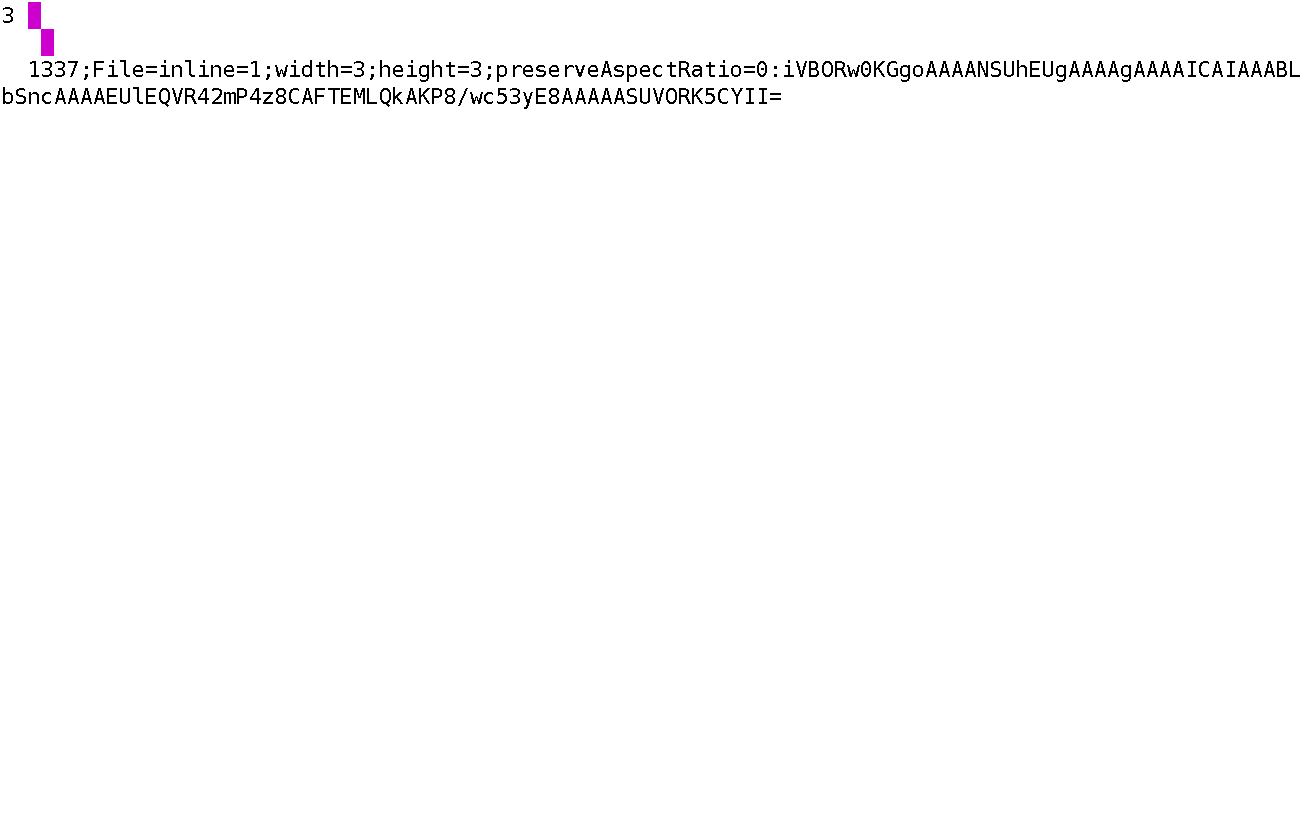 3
1337;File=inline=1;width=3;height=3;preserveAspectRatio=0:iVBORw0KGgoAAAANSUhEUgAAAAgAAAAICAIAAABL
bSncAAAAEUlEQVR42mP4z8CAFTEMLQkAKP8/wc53yE8AAAAASUVORK5CYII=